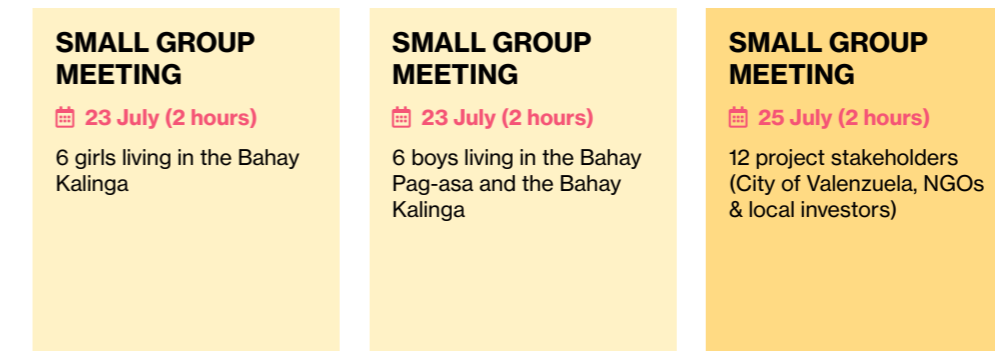 SMALL GROUP
MEETING
23 July (2 hours)
6 girls living in the Bahay
Kalinga
SMALL GROUP
MEETING
23 July (2 hours)
6 boys living in the Bahay
Pag-asa and the Bahay
Kalinga
SMALL GROUP
MEETING
25 July (2 hours)
12 project stakeholders
(City of Valenzuela, NGOs
& local investors)